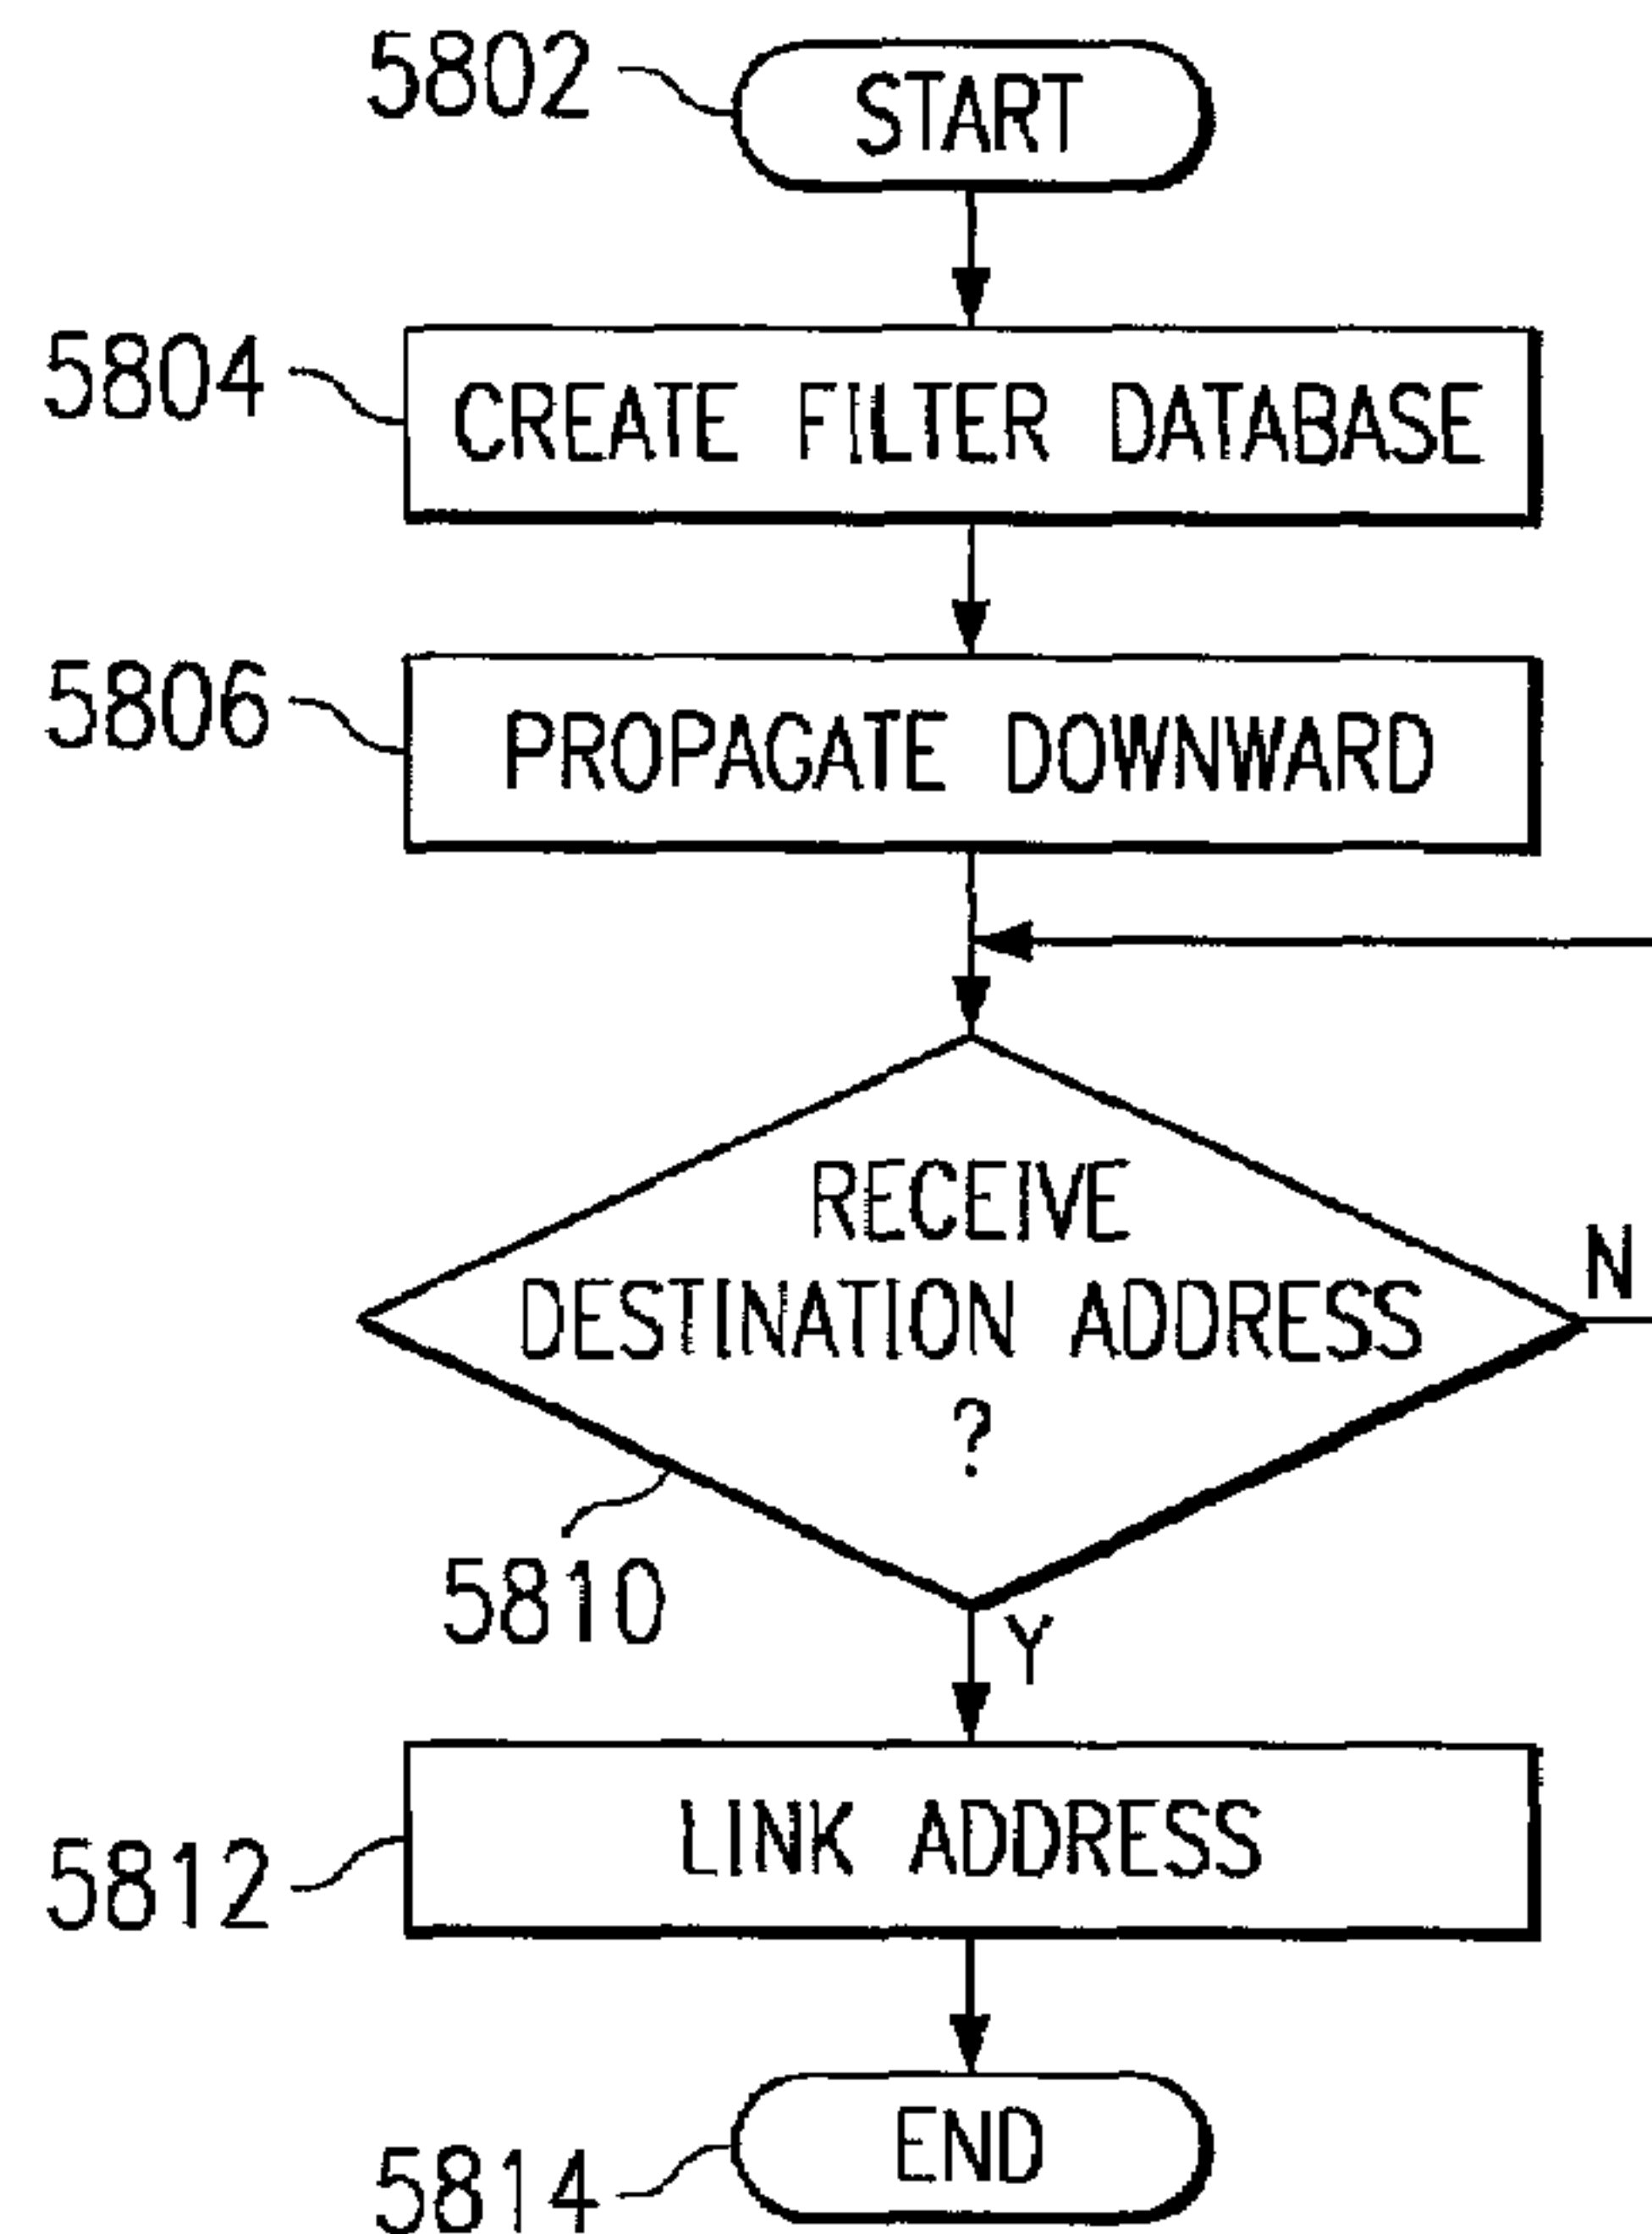 5802
START
5804
CREATE FILTER DATABASE
5806
PROPAGATE DOWNWARD
RECEIVE
DESTINATION ADDRESS
?
N
5810
Y
5812
LINK ADDRESS
5814
END